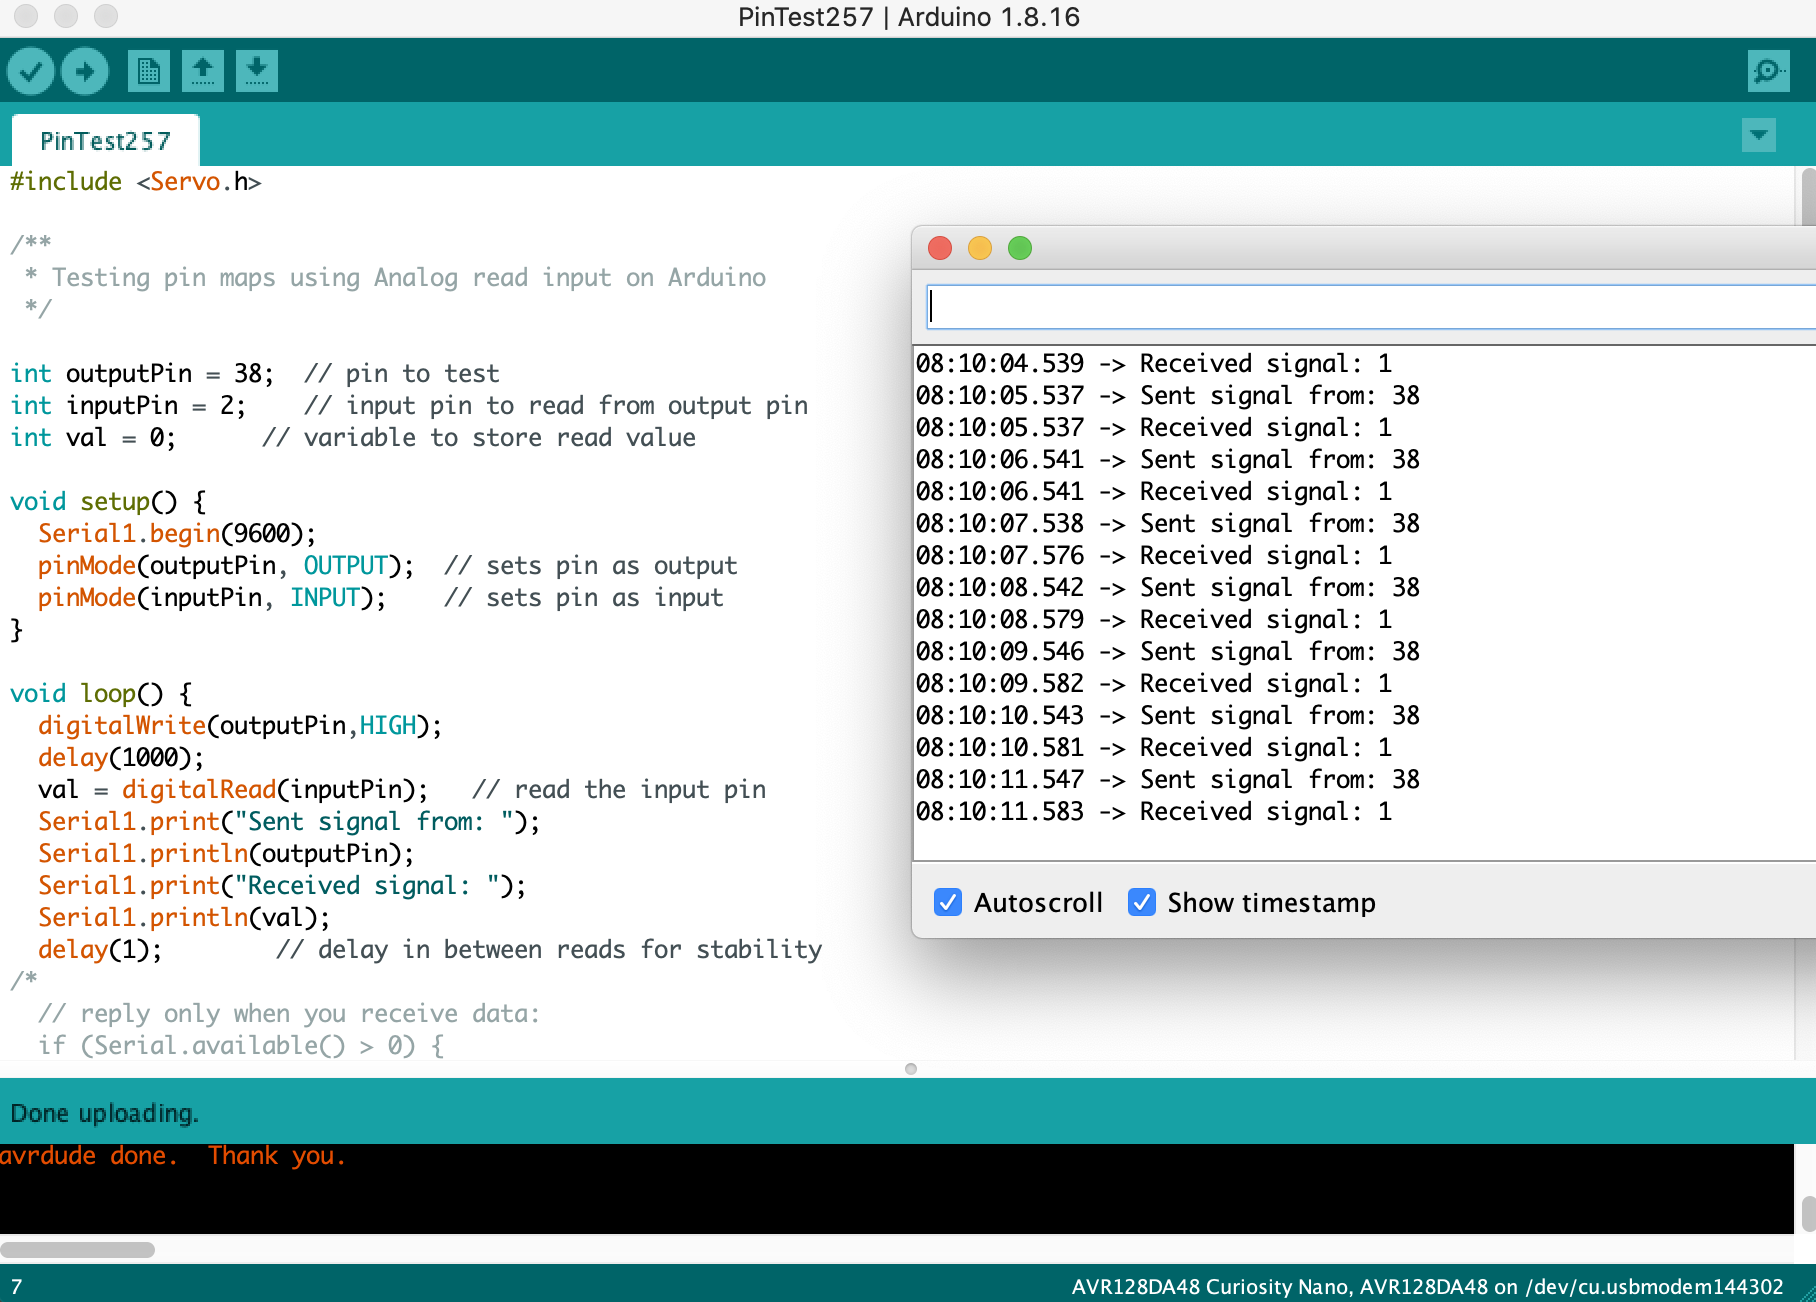 PinTest257 | Arduino 1.8.16
PinTest257
#include <Servo.h>
/**
* Testing pin maps using Analog read input on Arduino
*/
int outputPin = 38;  // pin to test
int inputPin = 2;    // input pin to read from output pin
int val = 0;      // variable to store read value
void setup() {
  Serial1.begin(9600);
  pinMode(outputPin, OUTPUT);  // sets pin as output
  pinMode(inputPin, INPUT);    // sets pin as input
}
void loop() {
  digitalWrite(outputPin,HIGH);
  delay(1000);
  val = digitalRead(inputPin);   // read the input pin
  Serial1.print("Sent signal from: ");
  Serial1.println(outputPin);
  Serial1.print("Received signal: ");
  Serial1.println(val);
  delay(1);        // delay in between reads for stability
/*
  // reply only when you receive data:
  if (Serial.available() > 0) {
08:10:04.539 -> Received signal: 1
08:10:05.537 -> Sent signal from: 38
08:10:05.537 -> Received signal: 1
08:10:06.541 -> Sent signal from: 38
08:10:06.541 -> Received signal: 1
08:10:07.538 -> Sent signal from: 38
08:10:07.576 -> Received signal: 1
08:10:08.542 -> Sent signal from: 38
08:10:08.579 -> Received signal: 1
08:10:09.546 -> Sent signal from: 38
08:10:09.582 -> Received signal: 1
08:10:10.543 -> Sent signal from: 38
08:10:10.581 -> Received signal: 1
08:10:11.547 -> Sent signal from: 38
08:10:11.583 -> Received signal: 1
Autoscroll Show timestamp
Done uploading.
avrdude done.  Thank you.
7 AVR128DA48 Curiosity Nano, AVR128DA48 on /dev/cu.usbmodem144302